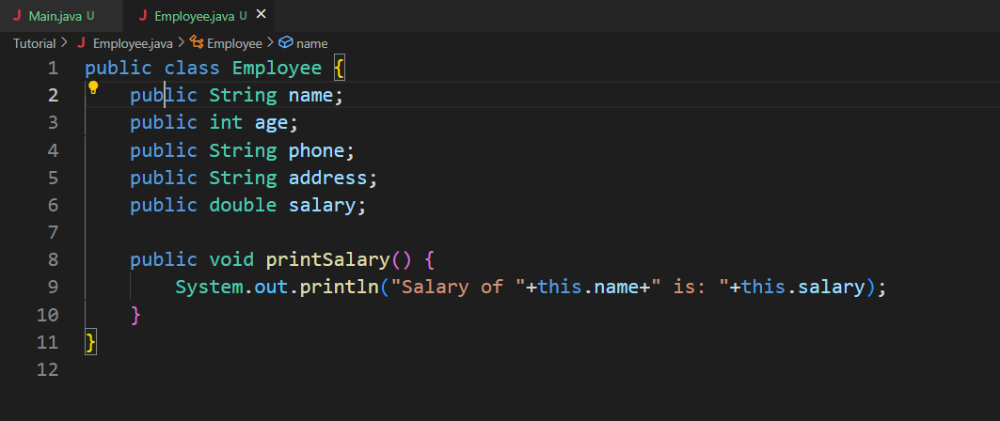 J Main.java U J Employee.java U ×
Tutorial > J Employee.java > Employee > name
1 public class Employee {
2     public String name;
3     public int age;
4     public String phone;
5     public String address;
6     public double salary;
7
8     public void printSalary() {
9         System.out.println("Salary of "+this.name+" is: "+this.salary);
10     }
11 }
12